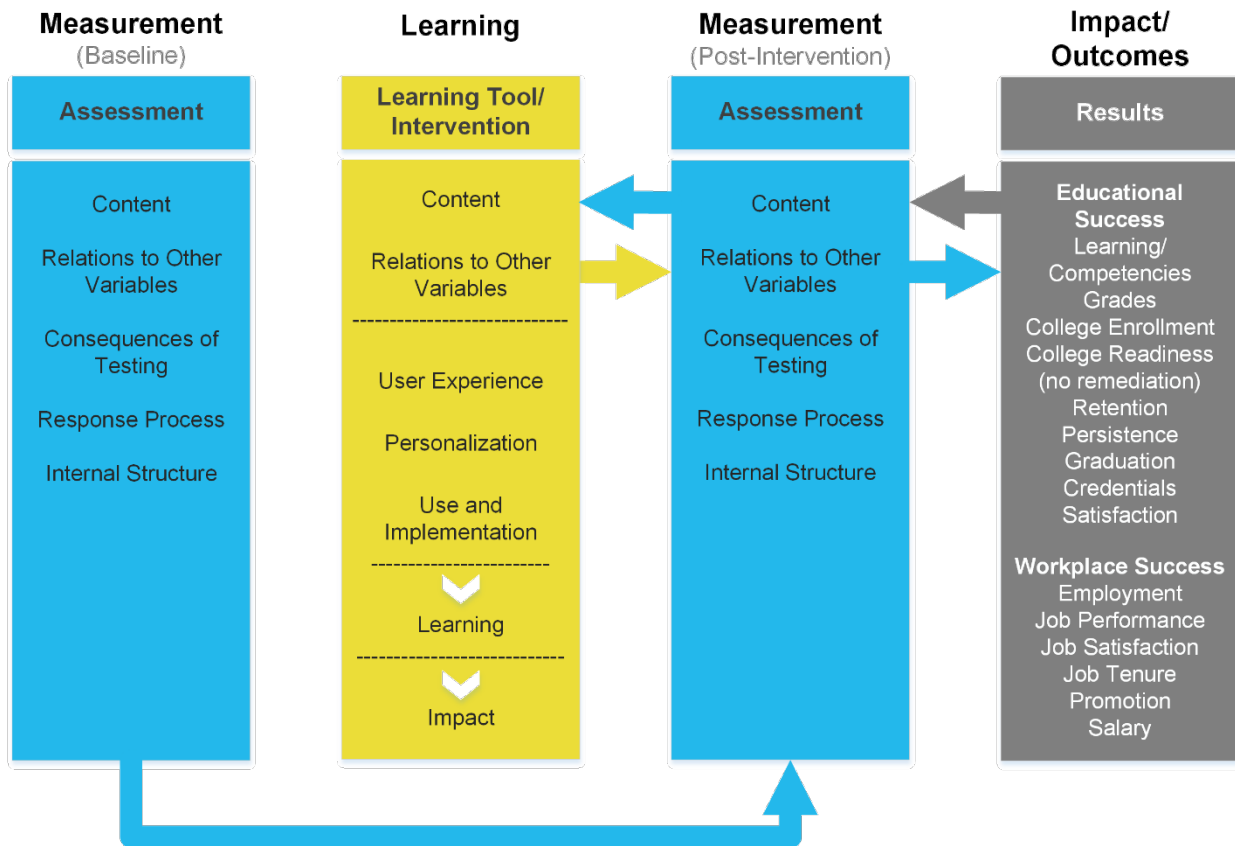 Measurement
(Baseline)
Assessment
Content
Relations to Other
Variables
Consequences of
Testing
Response Process
Internal Structure
Learning
Learning Tool/
Intervention
Content
Relations to Other
Variables
User Experience
Personalization
Use and
Implementation
Learning
Impact
Measurement
(Post-Intervention)
Assessment
Content
Relations to Other
Variables
Consequences of
Testing
Response Process
Internal Structure
Impact/
Outcomes
Results
Educational
Success
Learning/
Competencies
Grades
College Enrollment
College Readiness
(no remediation)
Retention
Persistence
Graduation
Credentials
Satisfaction
Workplace Success
Employment
Job Performance
Job Satisfaction
Job Tenure
Promotion
Salary